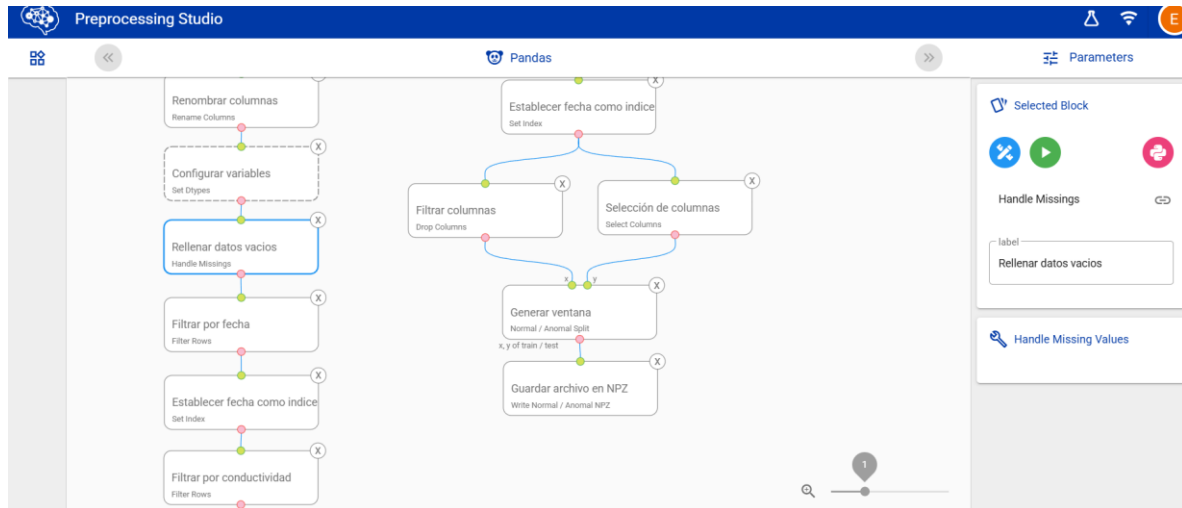 Preprocessing Studio
E
Pandas
Parameters
Renombrar columnas
Rename Columns
X
Configurar variables
Set Dtypes
X
Rellenar datos vacios
Handle Missings
X
Filtrar por fecha
Filter Rows
X
Establecer fecha como indice
Set Index
X
Filtrar por conductividad
Filter Rows
X
Establecer fecha como indice
Set Index
X
Filtrar columnas
Drop Columns
X
Selección de columnas
Select Columns
X
x y
Generar ventana
Normal / Anomal Split
X
x, y of train / test
Guardar archivo en NPZ
Write Normal / Anomal NPZ
X
1
Selected Block
Handle Missings
label
Rellenar datos vacios
Handle Missing Values